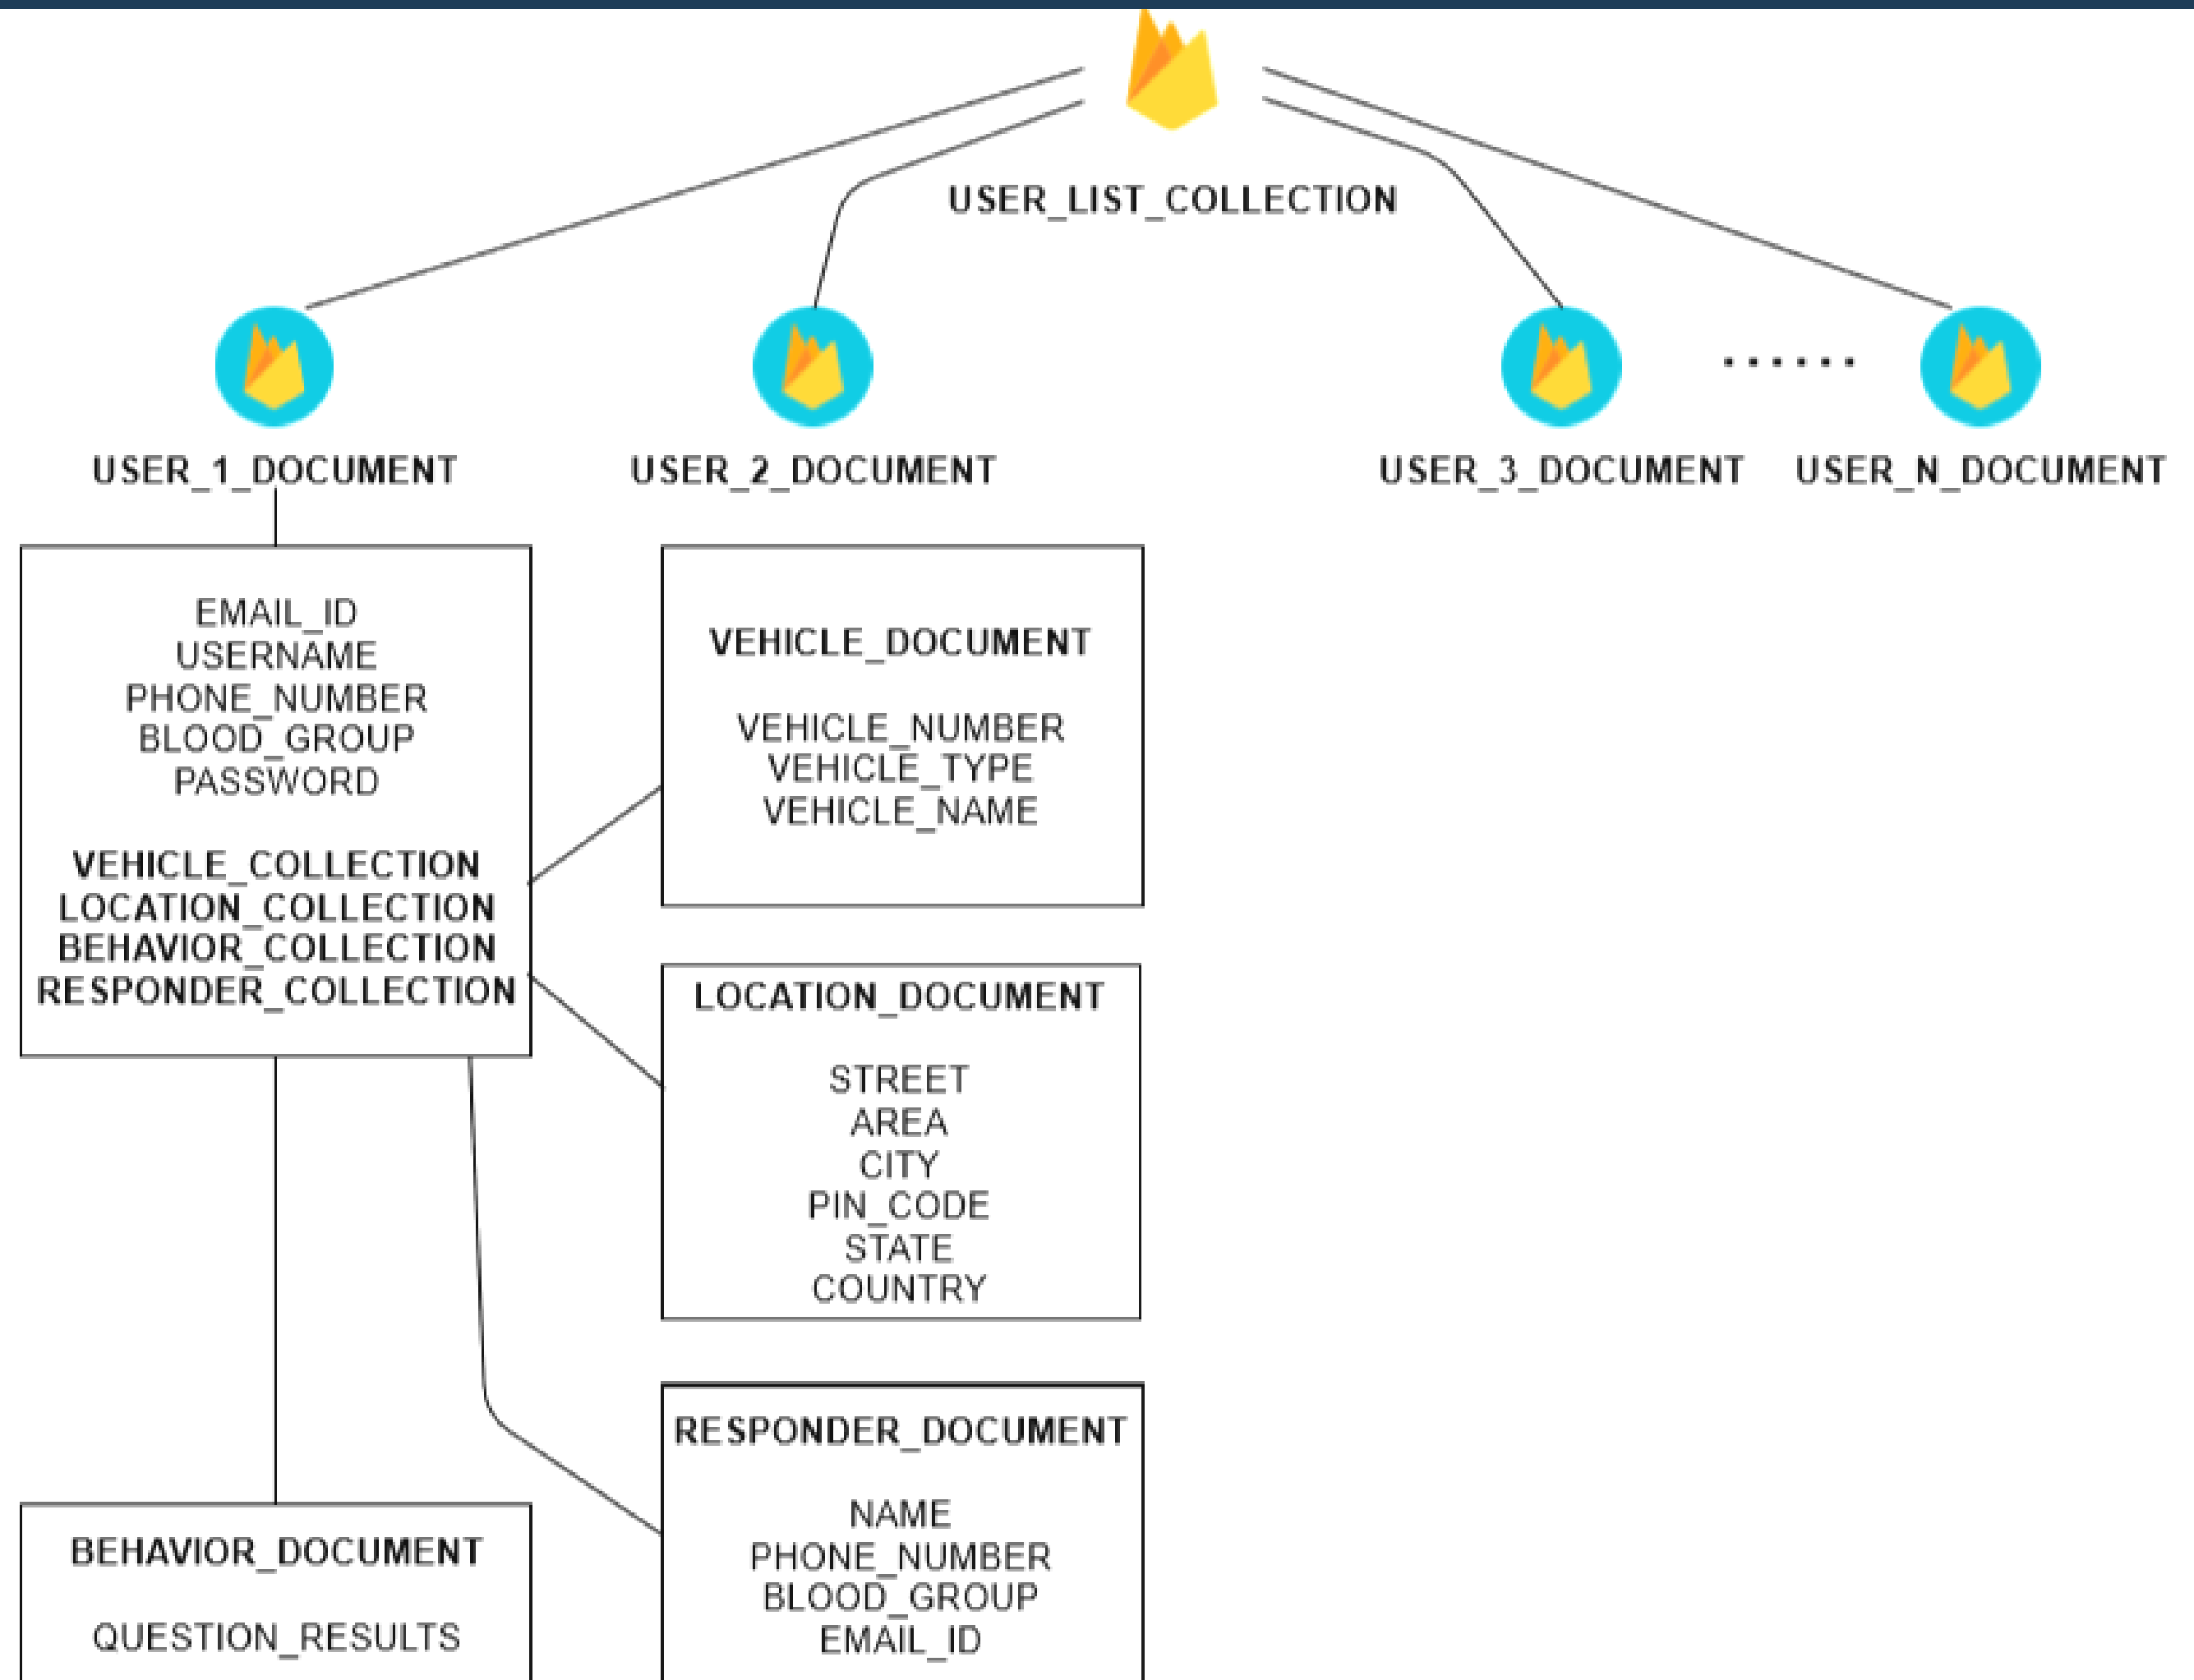 USER_LIST_COLLECTION
USER_1_DOCUMENT
USER_2_DOCUMENT
USER_3_DOCUMENT
......
USER_N_DOCUMENT
EMAIL_ID
USERNAME
PHONE_NUMBER
BLOOD_GROUP
PASSWORD
VEHICLE_COLLECTION
LOCATION_COLLECTION
BEHAVIOR_COLLECTION
RESPONDER_COLLECTION
VEHICLE_DOCUMENT
VEHICLE_NUMBER
VEHICLE_TYPE
VEHICLE_NAME
LOCATION_DOCUMENT
STREET
AREA
CITY
PIN_CODE
STATE
COUNTRY
RESPONDER_DOCUMENT
NAME
PHONE_NUMBER
BLOOD_GROUP
EMAIL_ID
BEHAVIOR_DOCUMENT
QUESTION_RESULTS